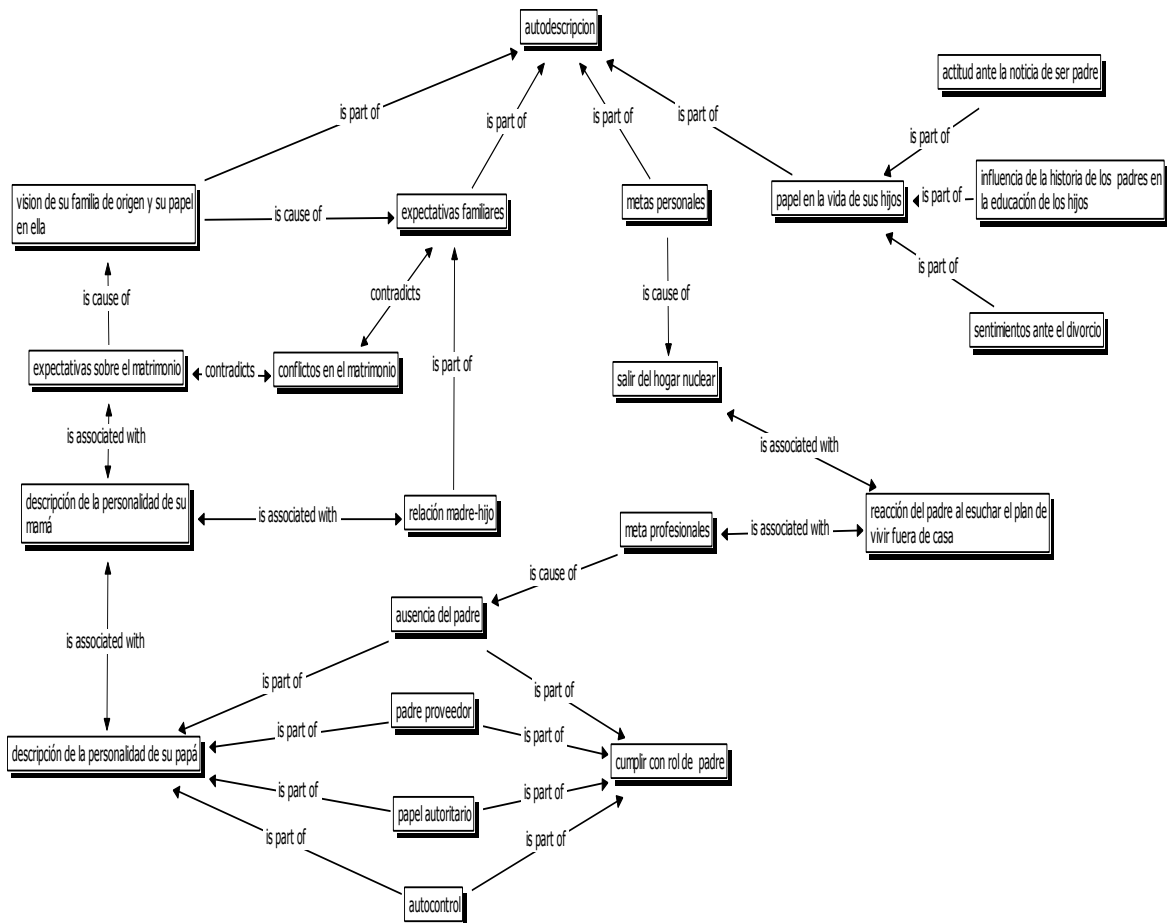 autodescripcion
actitud ante la noticia de ser padre
is part of
is part of
is part of
is part of
is part of
vision de su familia de origen y su papel
en ella
is cause of
expectativas familiares
metas personales
papel en la vida de sus hijos
is part of
influencia de la historia de los padres en
la educación de los hijos
is part of
is cause of
contradicts
is cause of
sentimientos ante el divorcio
is part of
expectativas sobre el matrimonio
contradicts
conflictos en el matrimonio
salir del hogar nuclear
is associated with
is associated with
descripción de la personalidad de su
mamá
is associated with
relación madre-hijo
meta profesionales
is associated with
reacción del padre al escuchar el plan de
vivir fuera de casa
is cause of
ausencia del padre
is associated with
is part of
is part of
padre proveedor
is part of
is part of
descripción de la personalidad de su papá
cumplir con rol de padre
is part of
is part of
papel autoritario
is part of
is part of
autocontrol